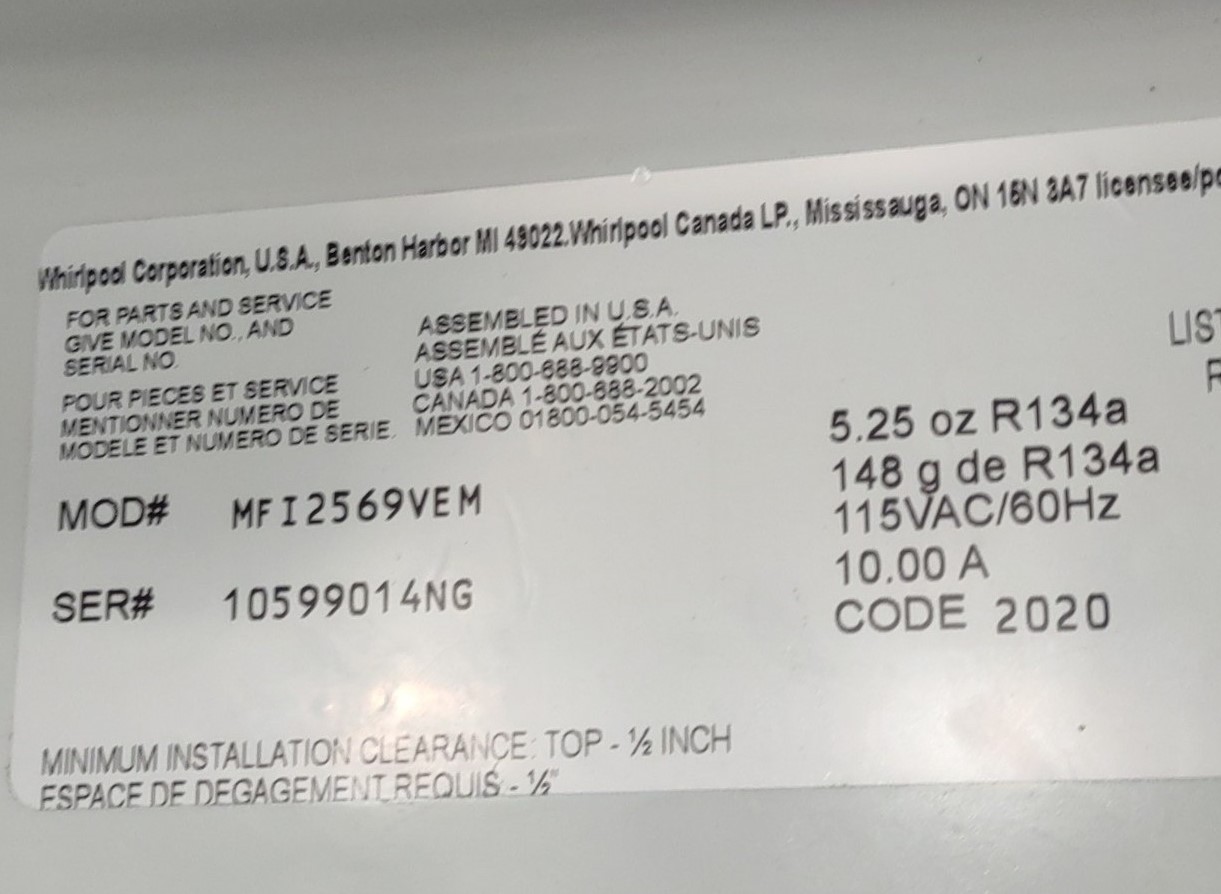 Whirlpool Corporation, U.S.A., Benton Harbor MI 49022.Whirlpool Canada LP., Mississauga, ON 16N 3A7 licensee/
FOR PARTS AND SERVICE
GIVE MODEL NO., AND
SERIAL NO.
POUR PIECES ET SERVICE
MENTIONNER NUMERO DE
MODELE ET NUMERO DE SERIE.
ASSEMBLED IN U.S.A.
ASSEMBLÉ AUX ÉTATS-UNIS
USA 1-800-688-9900
CANADA 1-800-688-2002
MEXICO 01800-054-5454
5.25 oz R134a
148 g de R134a
115VAC/60Hz
10.00 A
CODE 2020
MOD# MFI2569VEM
SER# 10599014NG
MINIMUM INSTALLATION CLEARANCE: TOP - ½ INCH
ESPACE DE DEGAGEMENT REQUIS - ½"